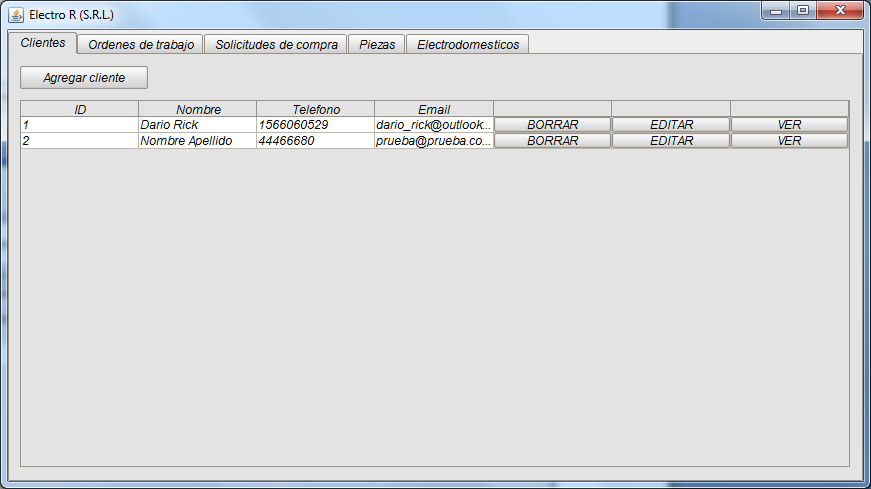 Electro R (S.R.L.)
Clientes Ordenes de trabajo Solicitudes de compra Piezas Electrodomesticos
Agregar cliente
ID Nombre Telefono Email
1 Dario Rick 1566060529 dario_rick@outlook... BORRAR EDITAR VER
2 Nombre Apellido 44466680 prueba@prueba.co... BORRAR EDITAR VER